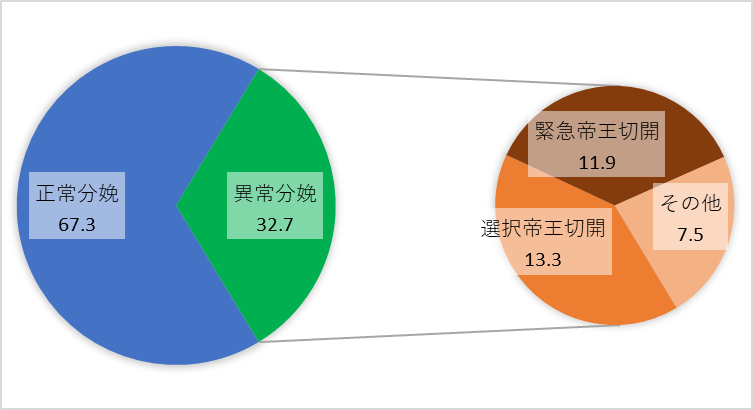 正常分娩
67.3
異常分娩
32.7
緊急帝王切開
11.9
選択帝王切開
13.3
その他
7.5